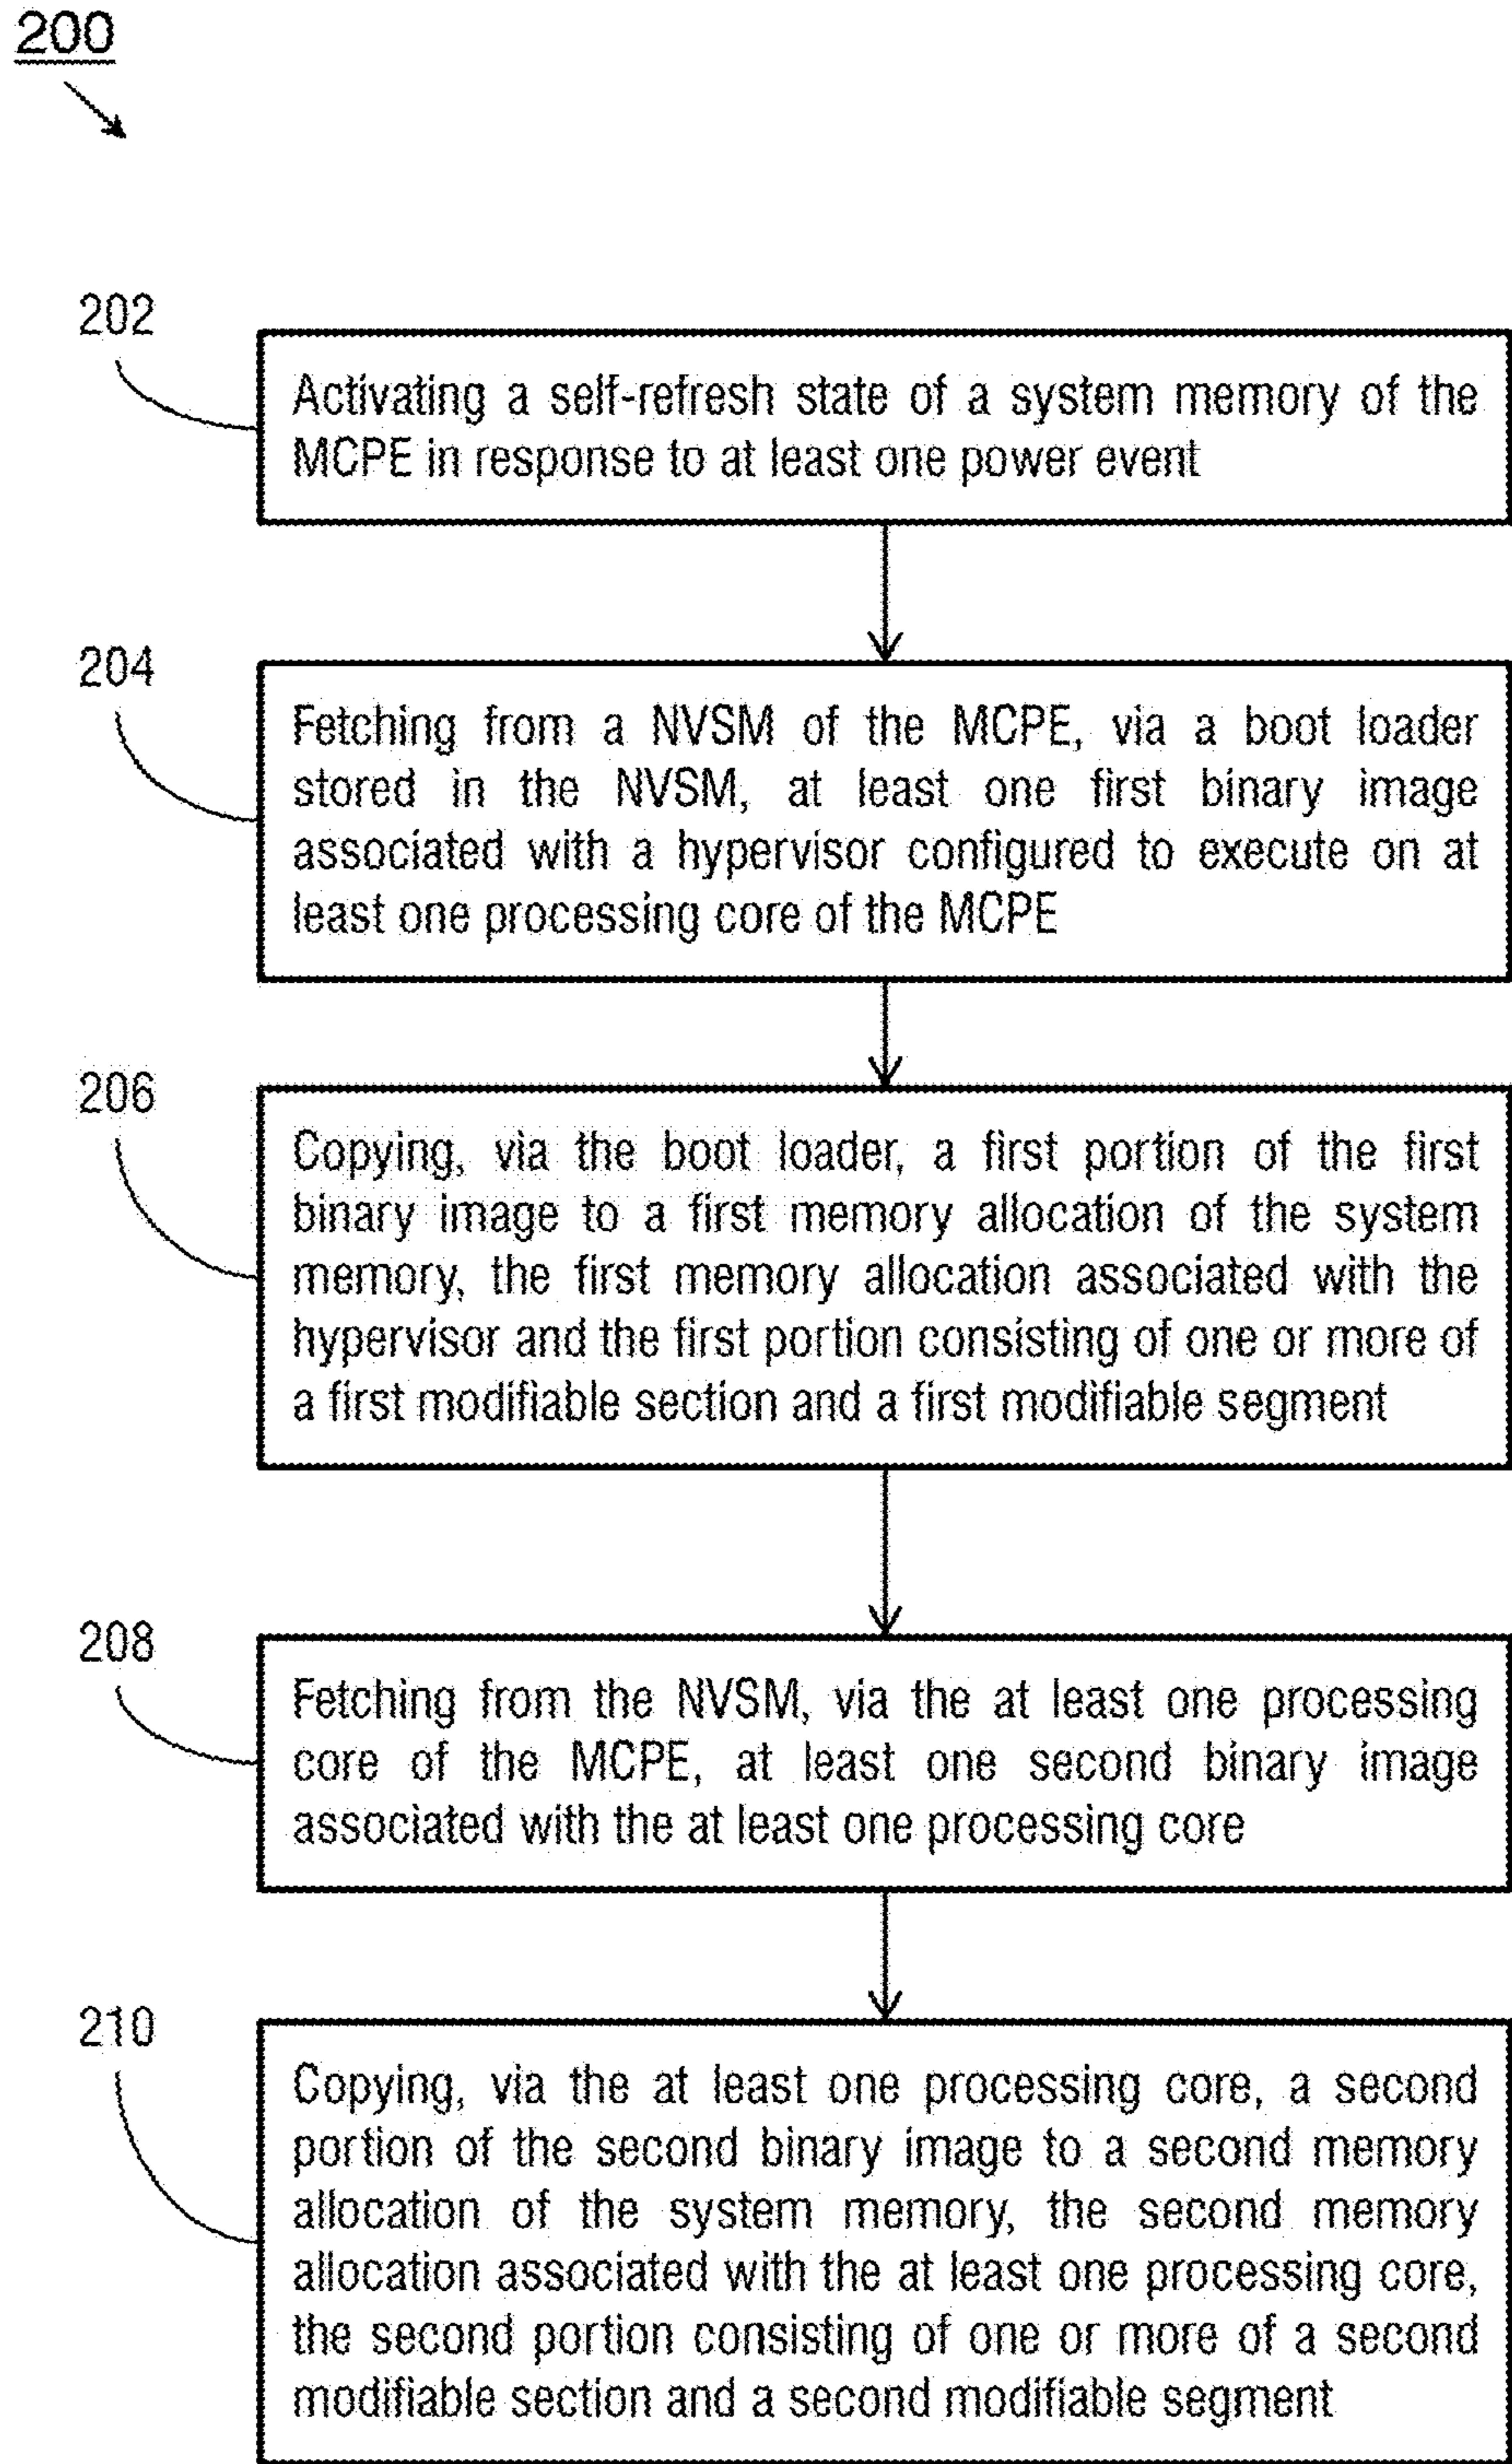 200
202
Activating a self-refresh state of a system memory of the
MCPE in response to at least one power event
204
Fetching from a NVSM of the MCPE, via a boot loader
stored in the NVSM, at least one first binary image
associated with a hypervisor configured to execute on at
least one processing core of the MCPE
206
Copying, via the boot loader, a first portion of the first
binary image to a first memory allocation of the system
memory, the first memory allocation associated with the
hypervisor and the first portion consisting of one or more of
a first modifiable section and a first modifiable segment
208
Fetching from the NVSM, via the at least one processing
core of the MCPE, at least one second binary image
associated with the at least one processing core
210
Copying, via the at least one processing core, a second
portion of the second binary image to a second memory
allocation of the system memory, the second memory
allocation associated with the at least one processing core,
the second portion consisting of one or more of a second
modifiable section and a second modifiable segment